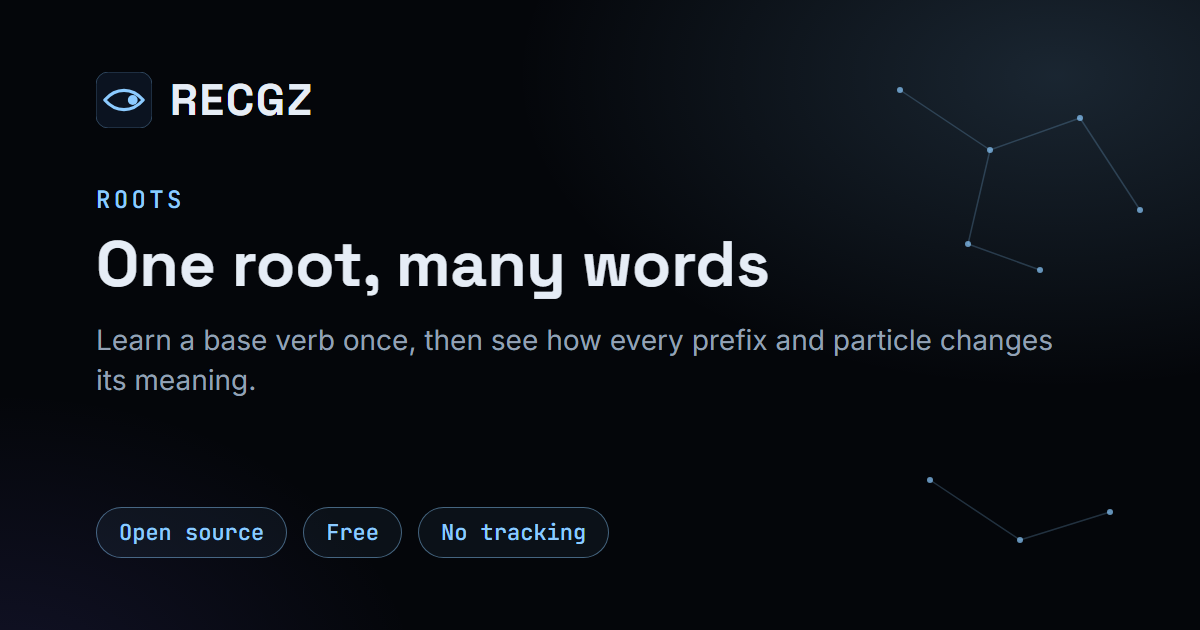 RECGZ
ROOTS
One root, many words
Learn a base verb once, then see how every prefix and particle changes
its meaning.
Open source
Free
No tracking